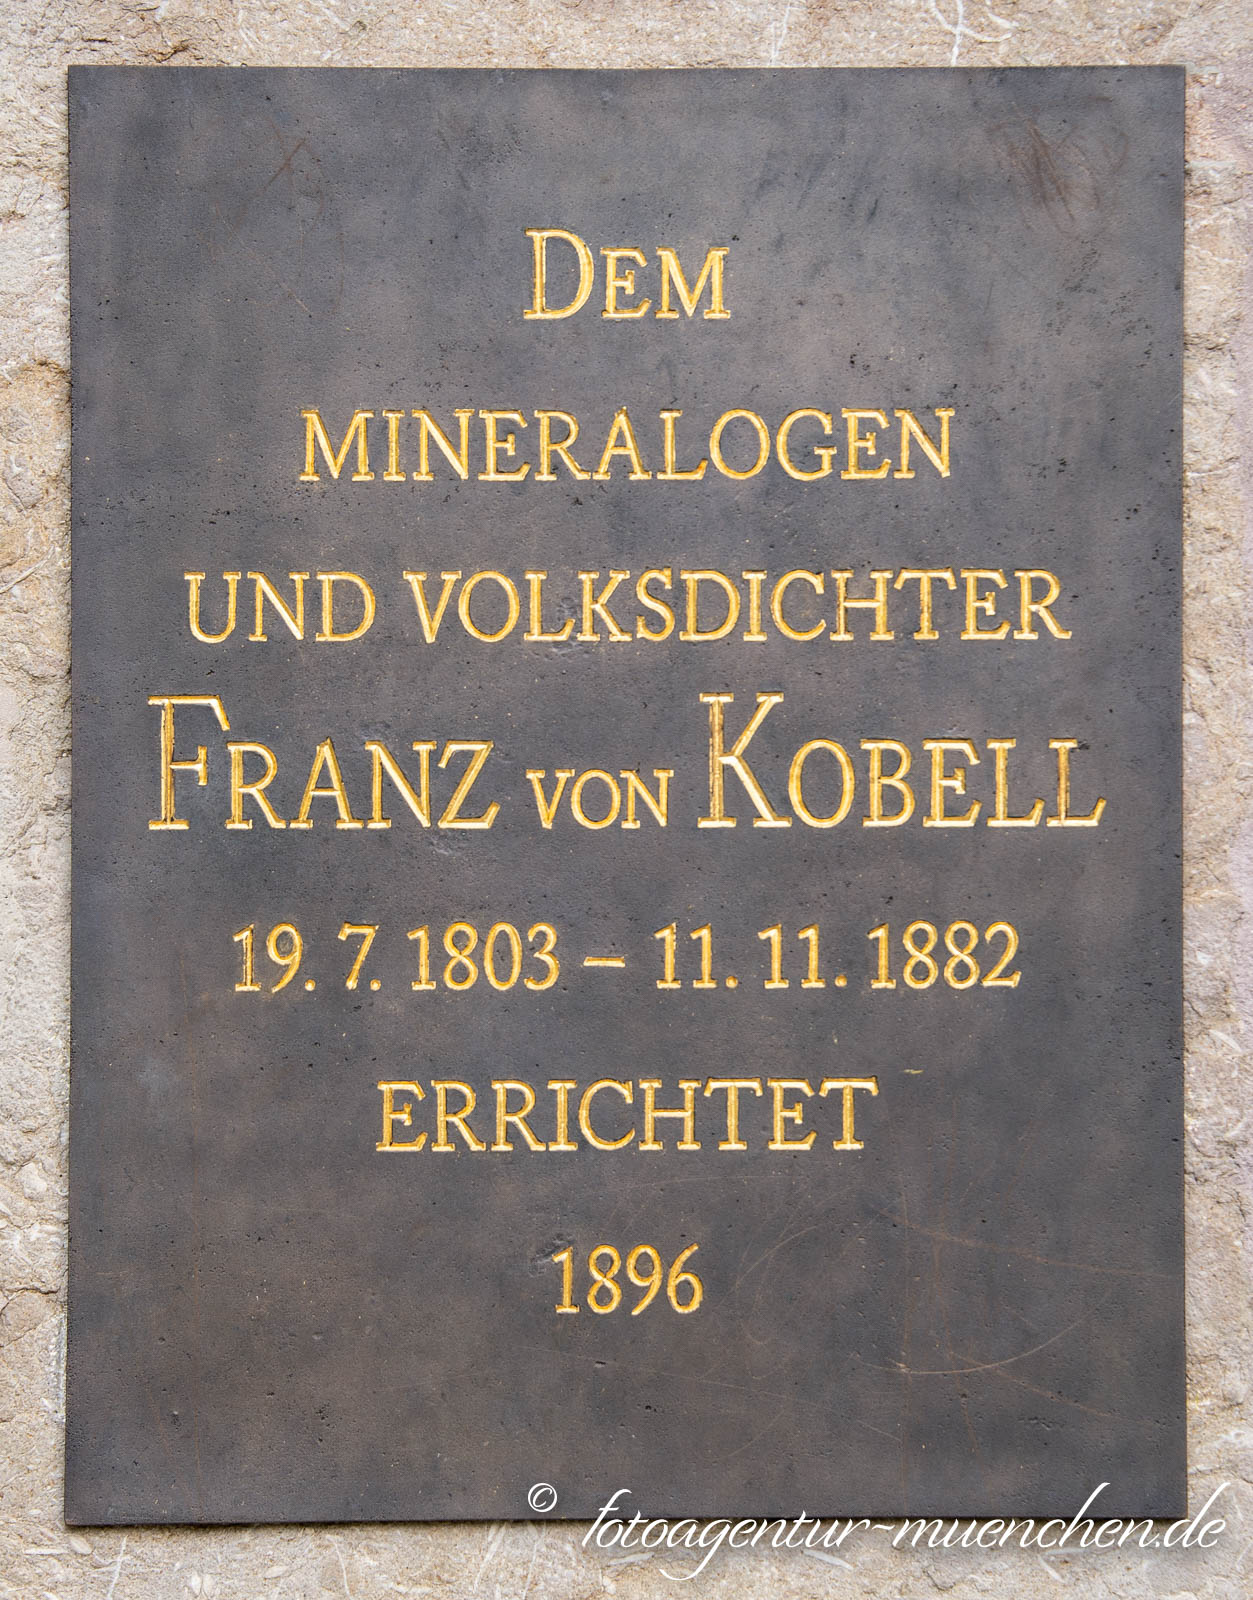 DEM
MINERALOGEN
UND VOLKSDICHTER
FRANZ VON KOBELL
19. 7. 1803 – 11. 11. 1882
ERRICHTET
1896
© fotoagentur-muenchen.de